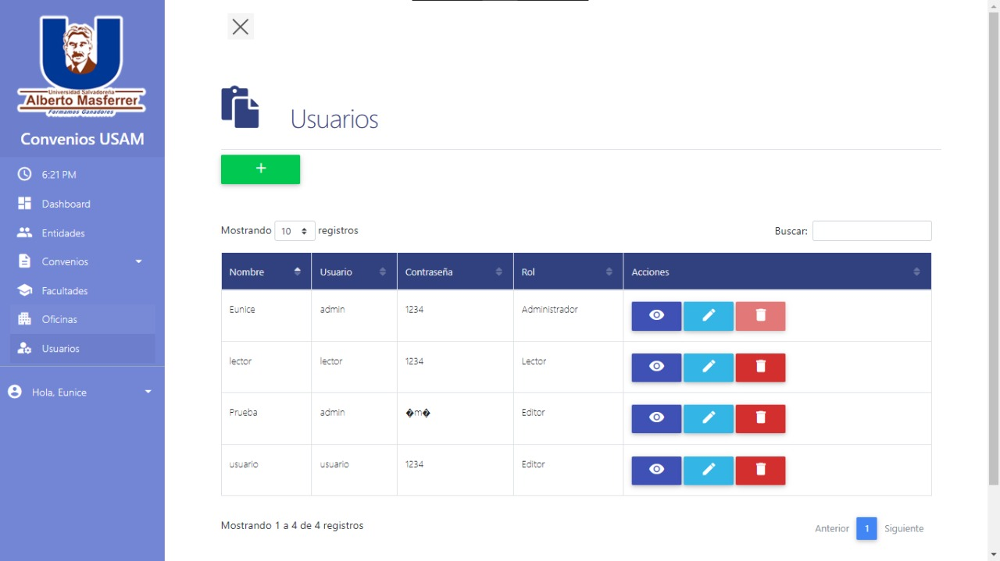 Universidad Salvadoreña
Alberto Masferrer
Formamos Ganadores
Convenios USAM
6:21 PM
Dashboard
Entidades
Convenios
Facultades
Oficinas
Usuarios
Hola, Eunice
Usuarios
+
Mostrando 10 registros
Buscar:
Nombre Usuario Contraseña Rol Acciones
Eunice admin 1234 Administrador
lector lector 1234 Lector
Prueba admin �m� Editor
usuario usuario 1234 Editor
Mostrando 1 a 4 de 4 registros
Anterior 1 Siguiente